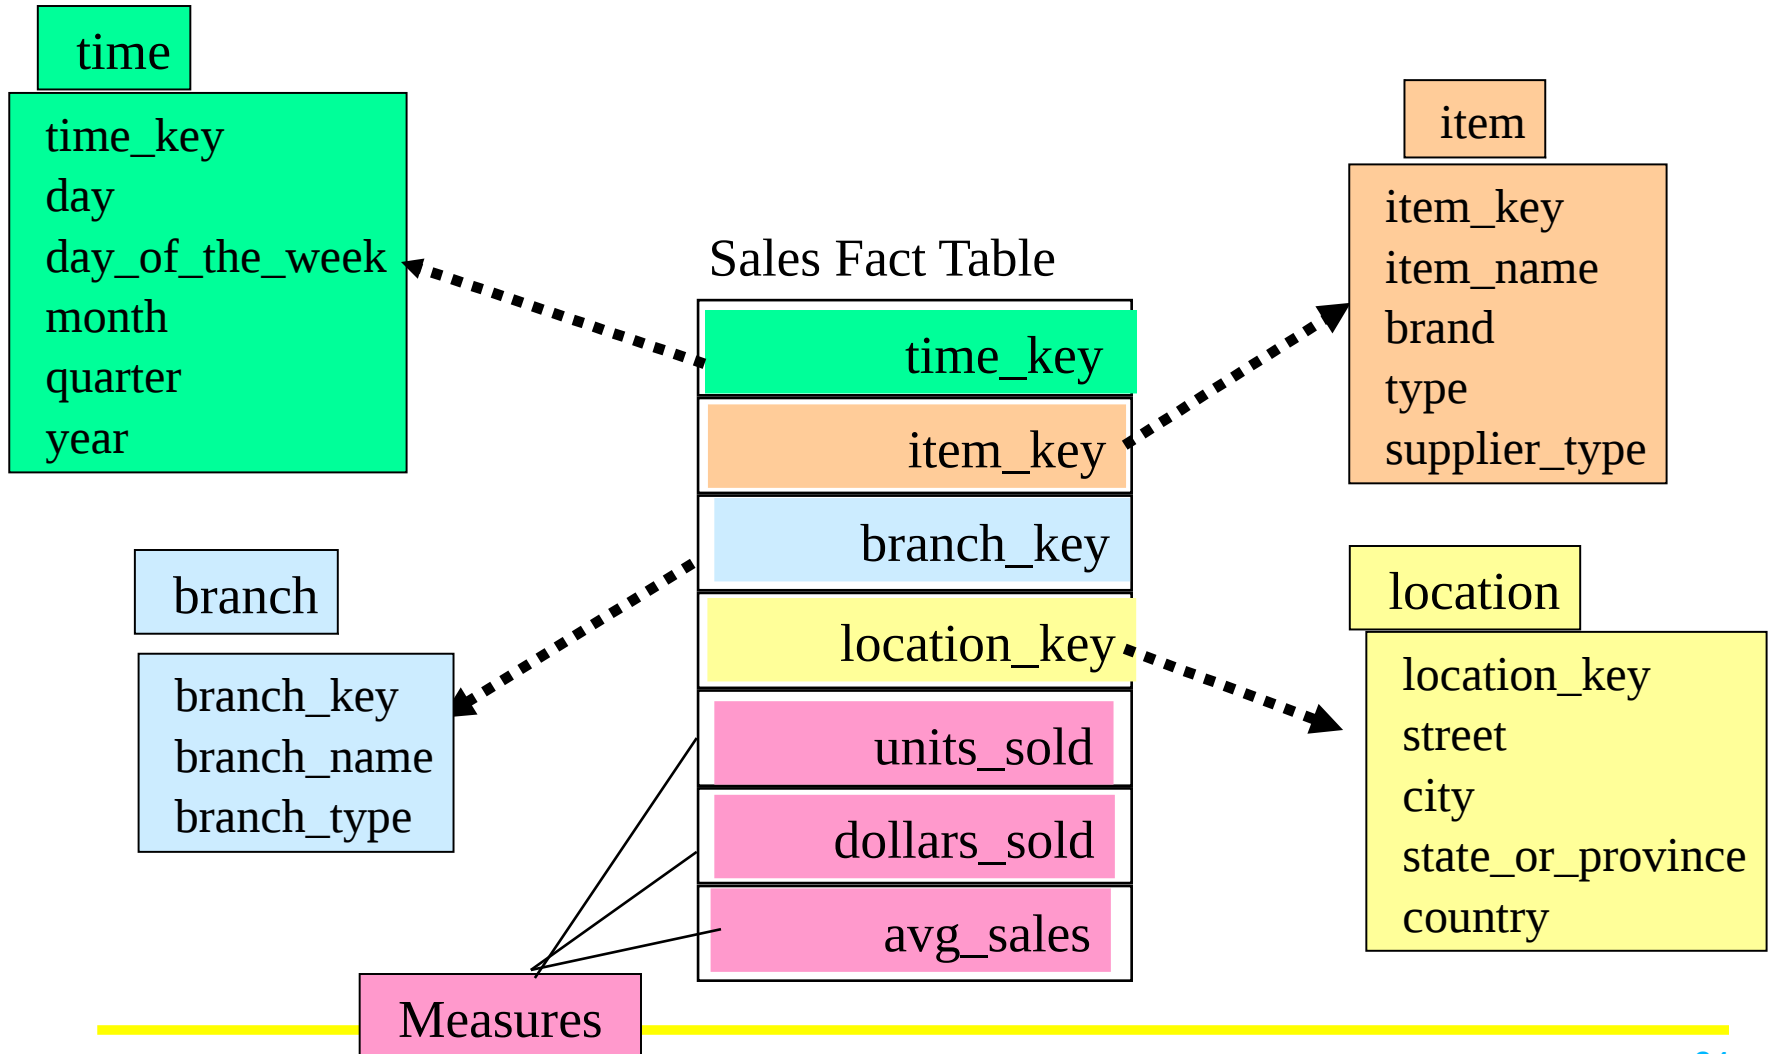 time
time_key
day
day_of_the_week
month
quarter
year
item
item_key
item_name
brand
type
supplier_type
Sales Fact Table
time_key
item_key
branch_key
location_key
units_sold
dollars_sold
avg_sales
branch
branch_key
branch_name
branch_type
location
location_key
street
city
state_or_province
country
Measures